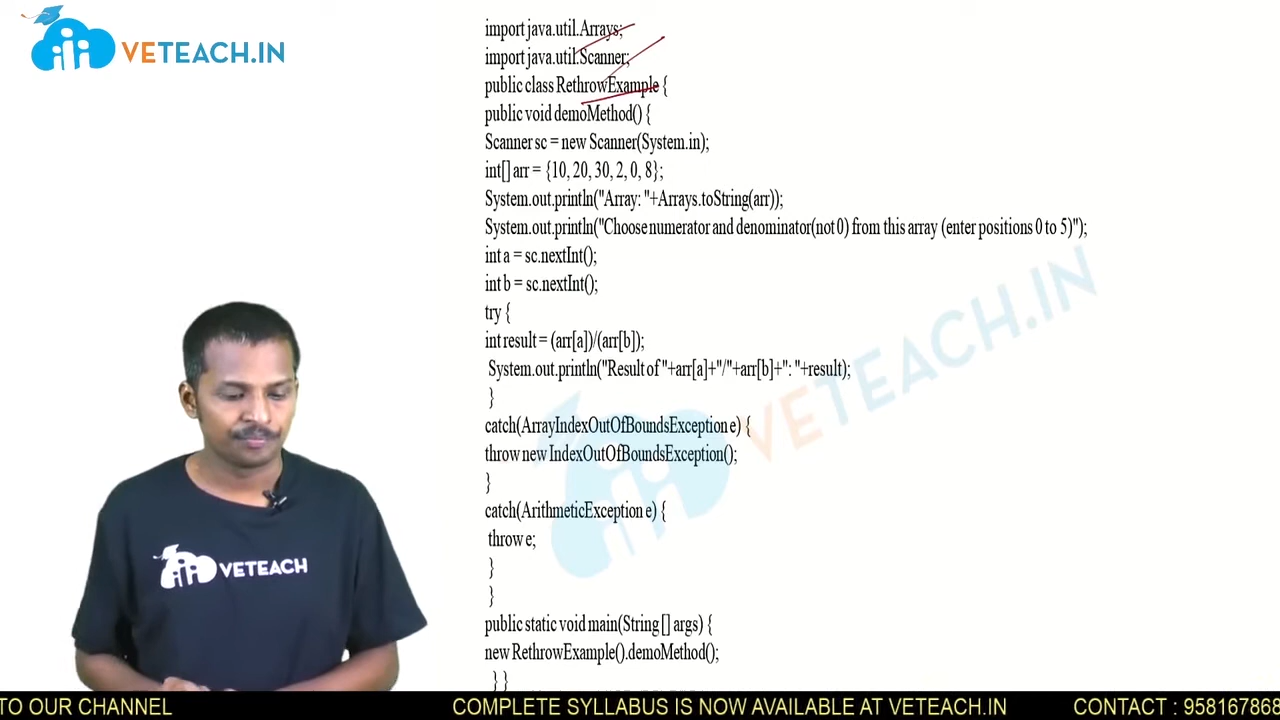 VETEACH.IN
import java.util.Arrays;
import java.util.Scanner;
public class RethrowExample {
public void demoMethod() {
Scanner sc = new Scanner(System.in);
int[] arr = {10, 20, 30, 2, 0, 8};
System.out.println("Array: "+Arrays.toString(arr));
System.out.println("Choose numerator and denominator(not 0) from this array (enter positions 0 to 5)");
int a = sc.nextInt();
int b = sc.nextInt();
try {
int result = (arr[a])/(arr[b]);
System.out.println("Result of "+arr[a]+"/"+arr[b]+": "+result);
}
catch(ArrayIndexOutOfBoundsException e) {
throw new IndexOutOfBoundsException();
}
catch(ArithmeticException e) {
throw e;
}
}
public static void main(String [] args) {
new RethrowExample().demoMethod();
} }
VETEACH.IN
VETEACH
TO OUR CHANNEL COMPLETE SYLLABUS IS NOW AVAILABLE AT VETEACH.IN CONTACT : 958167868